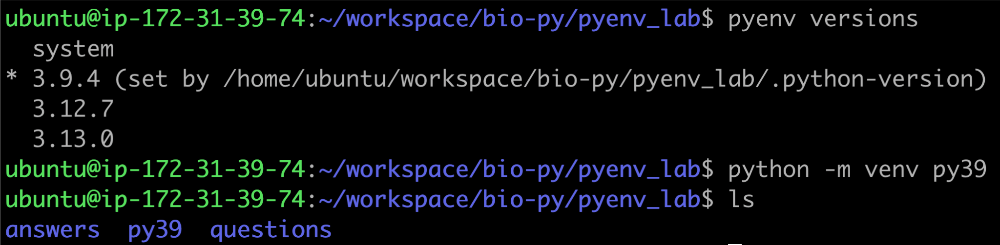 ubuntu@ip-172-31-39-74:~/workspace/bio-py/pyenv_lab$ pyenv versions
  system
* 3.9.4 (set by /home/ubuntu/workspace/bio-py/pyenv_lab/.python-version)
  3.12.7
  3.13.0
ubuntu@ip-172-31-39-74:~/workspace/bio-py/pyenv_lab$ python -m venv py39
ubuntu@ip-172-31-39-74:~/workspace/bio-py/pyenv_lab$ ls
answers  py39  questions